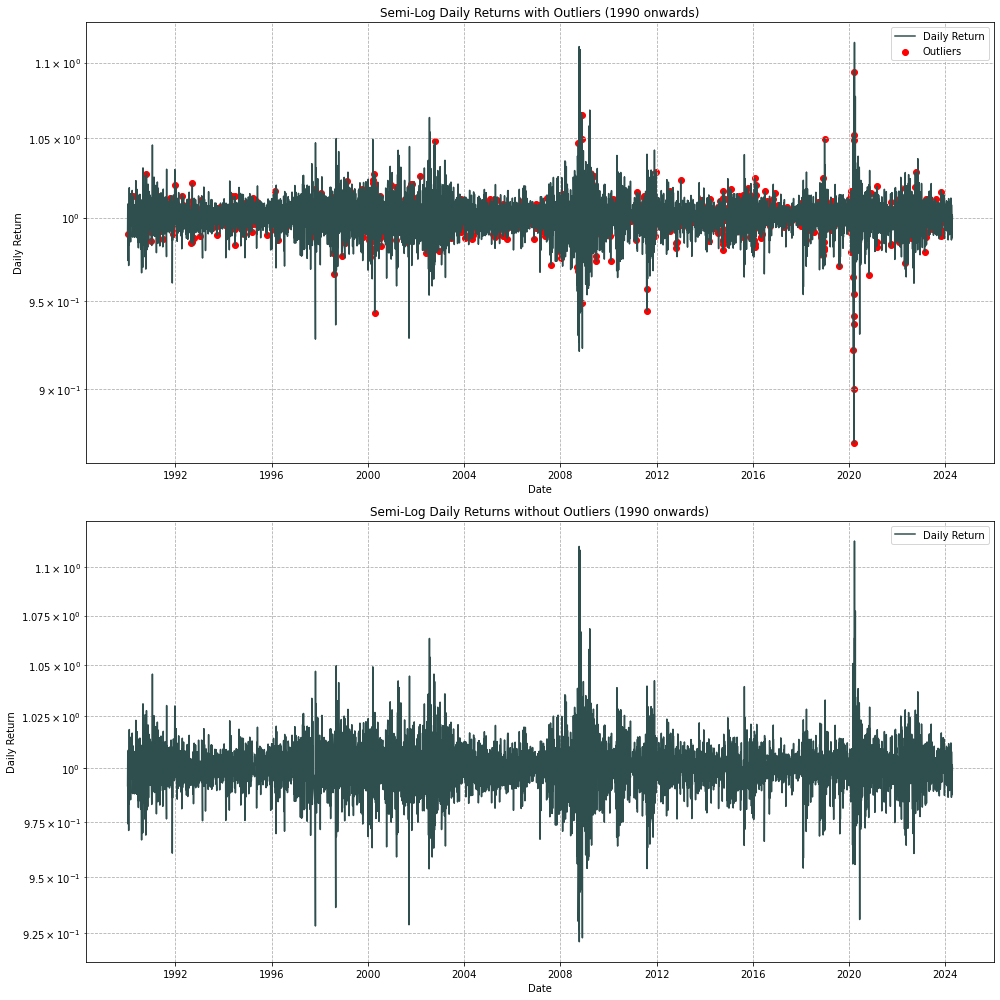 Semi-Log Daily Returns with Outliers (1990 onwards)
Daily Return
Outliers
1.1 × 10⁰
1.05 × 10⁰
10⁰
9.5 × 10⁻¹
9 × 10⁻¹
Daily Return
1992
1996
2000
2004
2008
2012
2016
2020
2024
Date
Semi-Log Daily Returns without Outliers (1990 onwards)
Daily Return
1.1 × 10⁰
1.075 × 10⁰
1.05 × 10⁰
1.025 × 10⁰
10⁰
9.75 × 10⁻¹
9.5 × 10⁻¹
9.25 × 10⁻¹
Daily Return
1992
1996
2000
2004
2008
2012
2016
2020
2024
Date